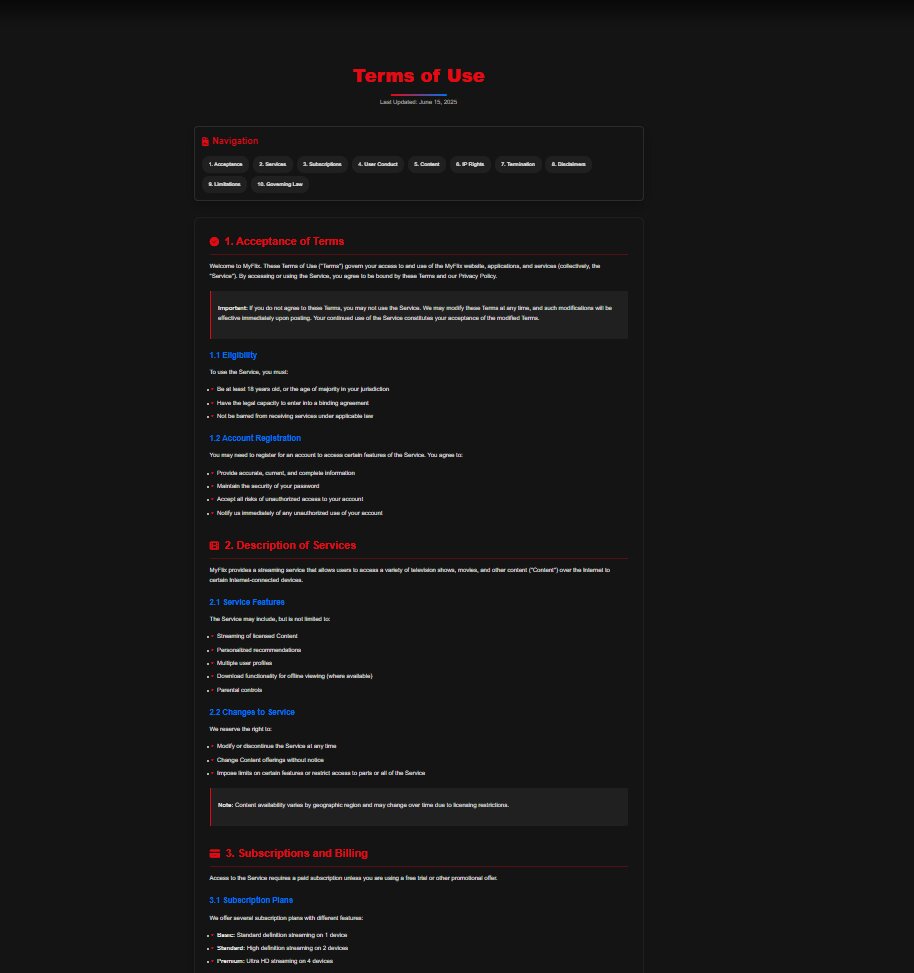 Terms of Use
Last Updated: June 15, 2025
Navigation
1. Acceptance
2. Services
3. Subscriptions
4. User Conduct
5. Content
6. IP Rights
7. Termination
8. Disclaimers
9. Limitations
10. Governing Law
1. Acceptance of Terms
Welcome to MyFlix. These Terms of Use ("Terms") govern your access to and use of the MyFlix website, applications, and services (collectively, the
"Service"). By accessing or using the Service, you agree to be bound by these Terms and our Privacy Policy.
Important: If you do not agree to these Terms, you may not use the Service. We may modify these Terms at any time, and such modifications will be
effective immediately upon posting. Your continued use of the Service constitutes your acceptance of the modified Terms.
1.1 Eligibility
To use the Service, you must:
Be at least 18 years old, or the age of majority in your jurisdiction
Have the legal capacity to enter into a binding agreement
Not be barred from receiving services under applicable law
1.2 Account Registration
You may need to register for an account to access certain features of the Service. You agree to:
Provide accurate, current, and complete information
Maintain the security of your password
Accept all risks of unauthorized access to your account
Notify us immediately of any unauthorized use of your account
2. Description of Services
MyFlix provides a streaming service that allows users to access a variety of television shows, movies, and other content ("Content") over the Internet to
certain Internet-connected devices.
2.1 Service Features
The Service may include, but is not limited to:
Streaming of licensed Content
Personalized recommendations
Multiple user profiles
Download functionality for offline viewing (where available)
Parental controls
2.2 Changes to Service
We reserve the right to:
Modify or discontinue the Service at any time
Change Content offerings without notice
Impose limits on certain features or restrict access to parts or all of the Service
Note: Content availability varies by geographic region and may change over time due to licensing restrictions.
3. Subscriptions and Billing
Access to the Service requires a paid subscription unless you are using a free trial or other promotional offer.
3.1 Subscription Plans
We offer several subscription plans with different features:
Basic: Standard definition streaming on 1 device
Standard: High definition streaming on 2 devices
Premium: Ultra HD streaming on 4 devices